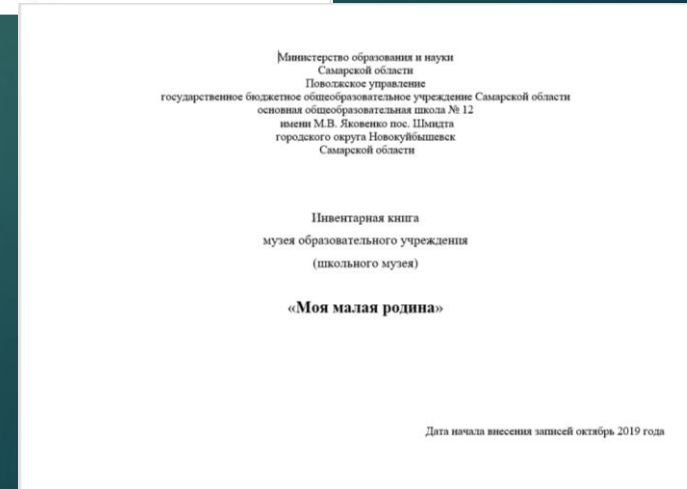 Министерство образования и науки
Самарской области
Поволжское управление
государственное бюджетное общеобразовательное учреждение Самарской области
основная общеобразовательная школа № 12
имени М.В. Яковенко пос. Шмидта
городского округа Новокуйбышевск
Самарской области
Инвентарная книга
музея образовательного учреждения
(школьного музея)
«Моя малая родина»
Дата начала внесения записей октябрь 2019 года